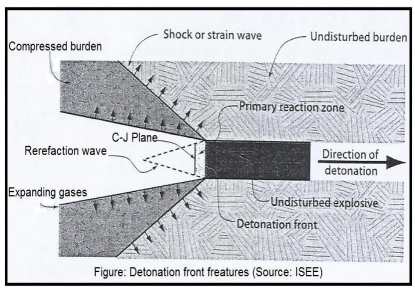 Shock or strain wave
Undisturbed burden
Compressed burden
Primary reaction zone
C-J Plane
Rerefaction wave
Direction of
detonation
Expanding gases
Undisturbed explosive
Detonation front
Figure: Detonation front freatures (Source: ISEE)